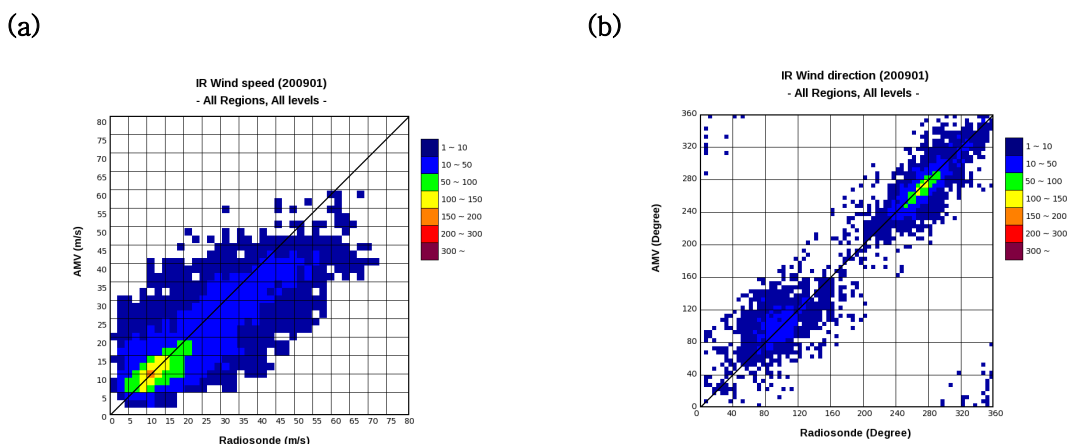 (a)
(b)
IR Wind speed (200901)
- All Regions, All levels -
80
75
70
65
60
55
50
45
40
35
30
25
20
15
10
5
0
AMV (m/s)
0 5 10 15 20 25 30 35 40 45 50 55 60 65 70 75 80
Radiosonde (m/s)
1 ~ 10
10 ~ 50
50 ~ 100
100 ~ 150
150 ~ 200
200 ~ 300
300 ~
IR Wind direction (200901)
- All Regions, All levels -
360
320
280
240
200
160
120
80
40
0
AMV (Degree)
0 40 80 120 160 200 240 280 320 360
Radiosonde (Degree)
1 ~ 10
10 ~ 50
50 ~ 100
100 ~ 150
150 ~ 200
200 ~ 300
300 ~